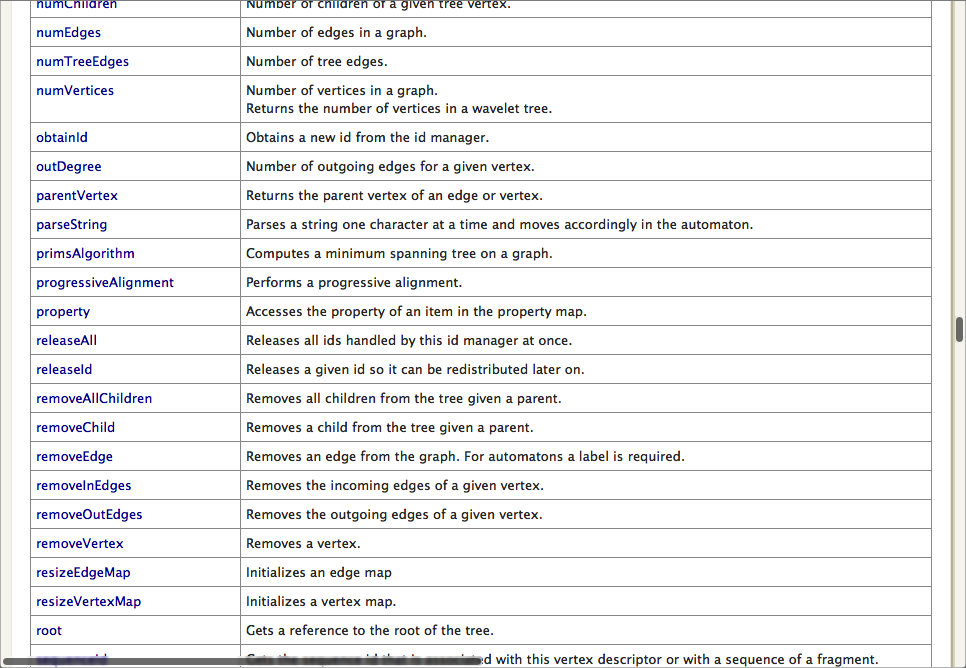 numChildren Number of children of a given tree vertex.
numEdges Number of edges in a graph.
numTreeEdges Number of tree edges.
numVertices Number of vertices in a graph.
Returns the number of vertices in a wavelet tree.
obtainId Obtains a new id from the id manager.
outDegree Number of outgoing edges for a given vertex.
parentVertex Returns the parent vertex of an edge or vertex.
parseString Parses a string one character at a time and moves accordingly in the automaton.
primsAlgorithm Computes a minimum spanning tree on a graph.
progressiveAlignment Performs a progressive alignment.
property Accesses the property of an item in the property map.
releaseAll Releases all ids handled by this id manager at once.
releaseId Releases a given id so it can be redistributed later on.
removeAllChildren Removes all children from the tree given a parent.
removeChild Removes a child from the tree given a parent.
removeEdge Removes an edge from the graph. For automatons a label is required.
removeInEdges Removes the incoming edges of a given vertex.
removeOutEdges Removes the outgoing edges of a given vertex.
removeVertex Removes a vertex.
resizeEdgeMap Initializes an edge map
resizeVertexMap Initializes a vertex map.
root Gets a reference to the root of the tree.
sequenceId Gets the sequence id that is associated with this vertex descriptor or with a sequence of a fragment.